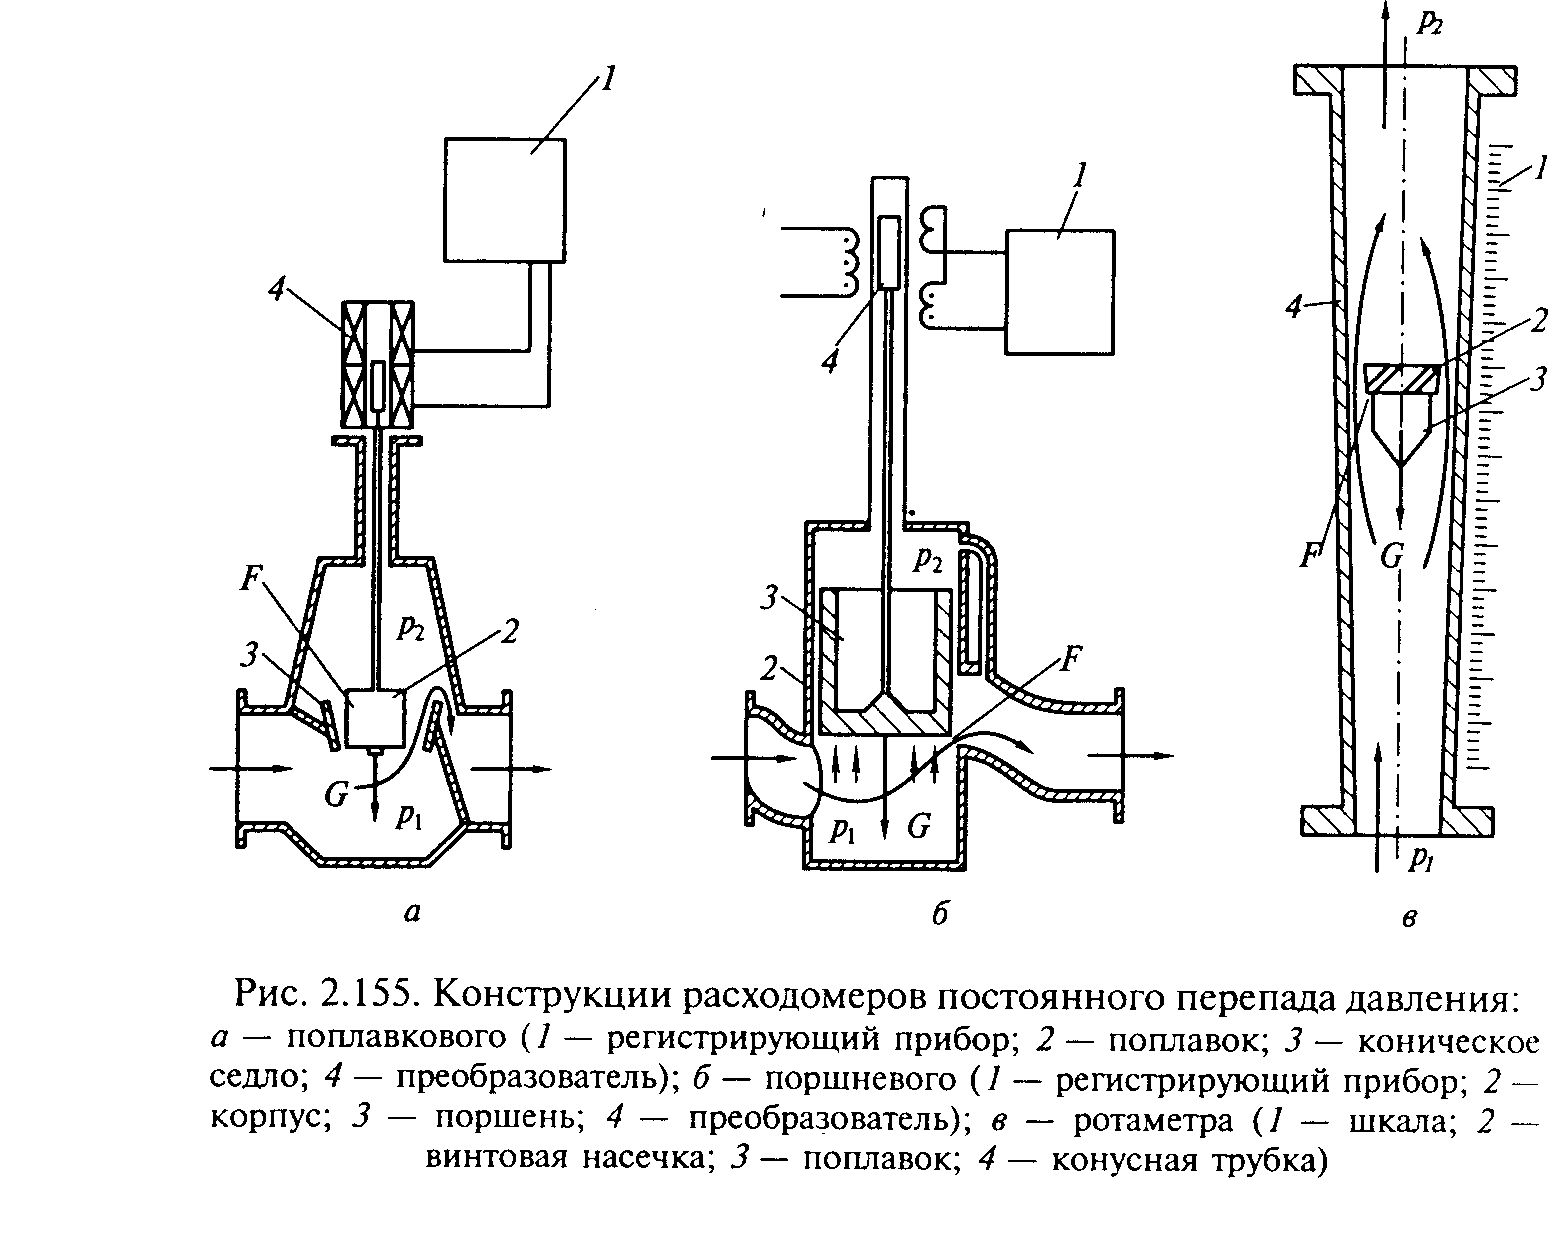 1
4
F
3
p₂
2
G
p₁
а
1
4
p₂
3
2
F
p₁
G
б
p₂
1
4
2
3
F
G
p₁
в
Рис. 2.155. Конструкции расходомеров постоянного перепада давления:
а — поплавкового (1 — регистрирующий прибор; 2 — поплавок; 3 — коническое
седло; 4 — преобразователь); б — поршневого (1 — регистрирующий прибор; 2 —
корпус; 3 — поршень; 4 — преобразователь); в — ротаметра (1 — шкала; 2 —
винтовая насечка; 3 — поплавок; 4 — конусная трубка)